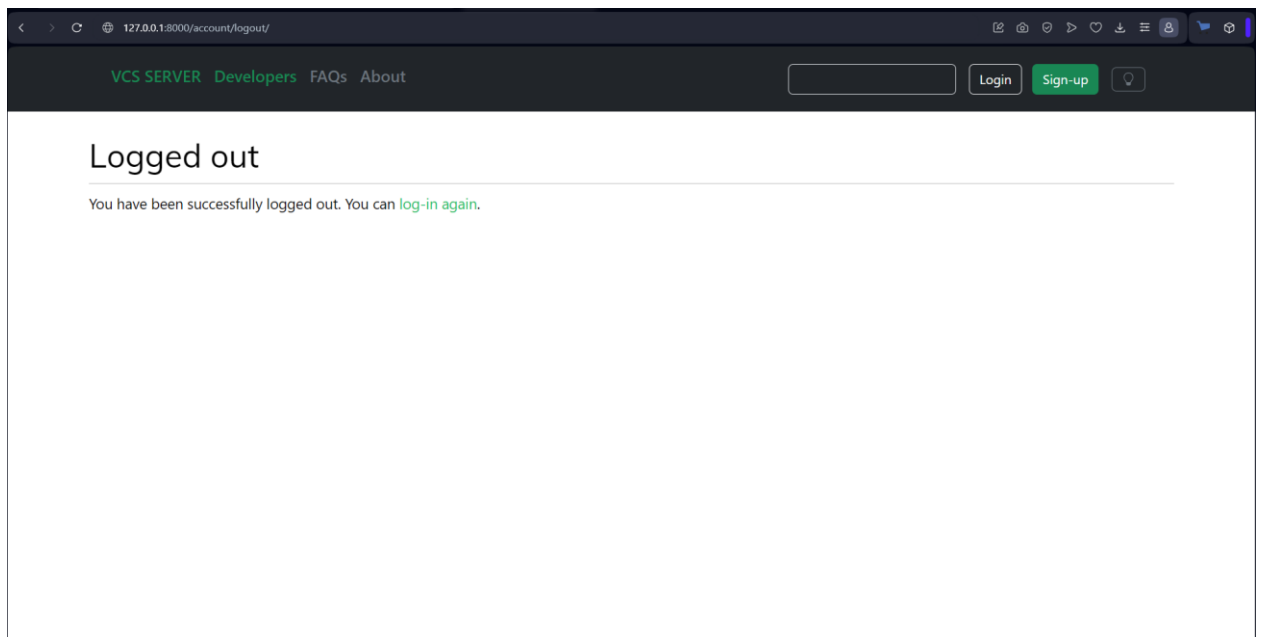 127.0.0.1:8000/account/logout/
VCS SERVER Developers FAQs About Login Sign-up
Logged out
You have been successfully logged out. You can log-in again.